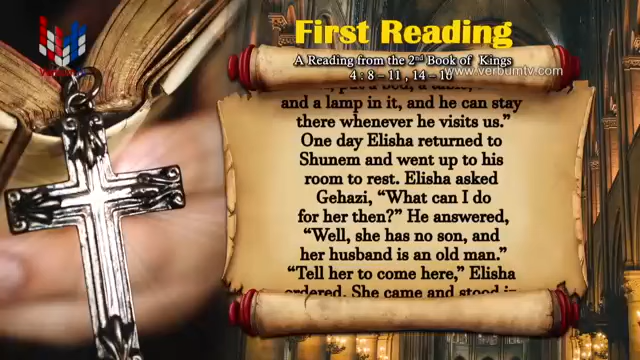 First Reading
A Reading from the 2nd Book of Kings
4 : 8 – 11 , 14 – 16
www.verbumtv.com
and a lamp in it, and he can stay
there whenever he visits us.”
One day Elisha returned to
Shunem and went up to his
room to rest. Elisha asked
Gehazi, “What can I do
for her then?” He answered,
“Well, she has no son, and
her husband is an old man.”
“Tell her to come here,” Elisha
ordered. She came and stood in